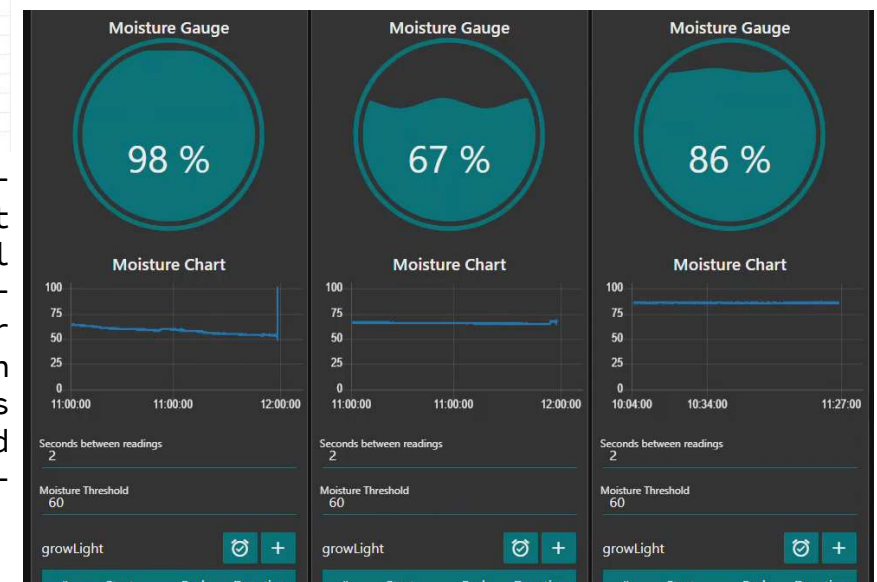 Moisture Gauge
98 %
Moisture Chart
100
75
50
25
0
11:00:00 11:00:00 12:00:00
Seconds between readings
2
Moisture Threshold
60
growLight
Moisture Gauge
67 %
Moisture Chart
100
75
50
25
0
11:00:00 11:00:00 12:00:00
Seconds between readings
2
Moisture Threshold
60
growLight
Moisture Gauge
86 %
Moisture Chart
100
75
50
25
0
10:04:00 10:34:00 11:27:00
Seconds between readings
2
Moisture Threshold
60
growLight